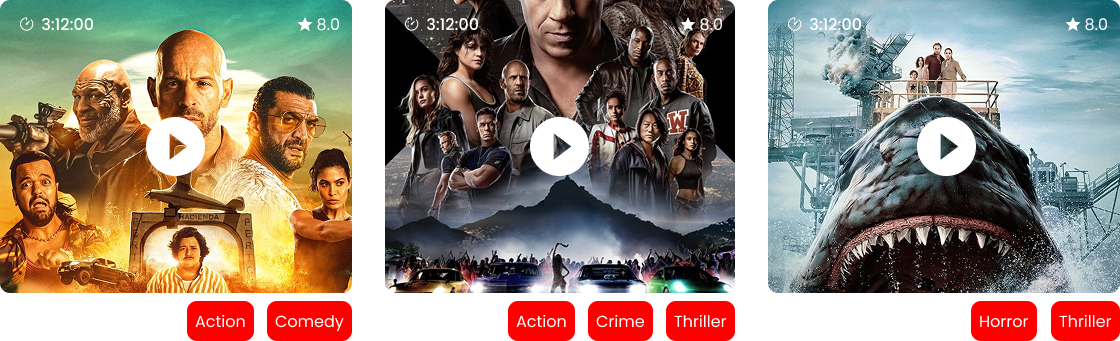 3:12:00
8.0
HACIENDA
Action
Comedy
3:12:00
8.0
W
Action
Crime
Thriller
3:12:00
8.0
Horror
Thriller